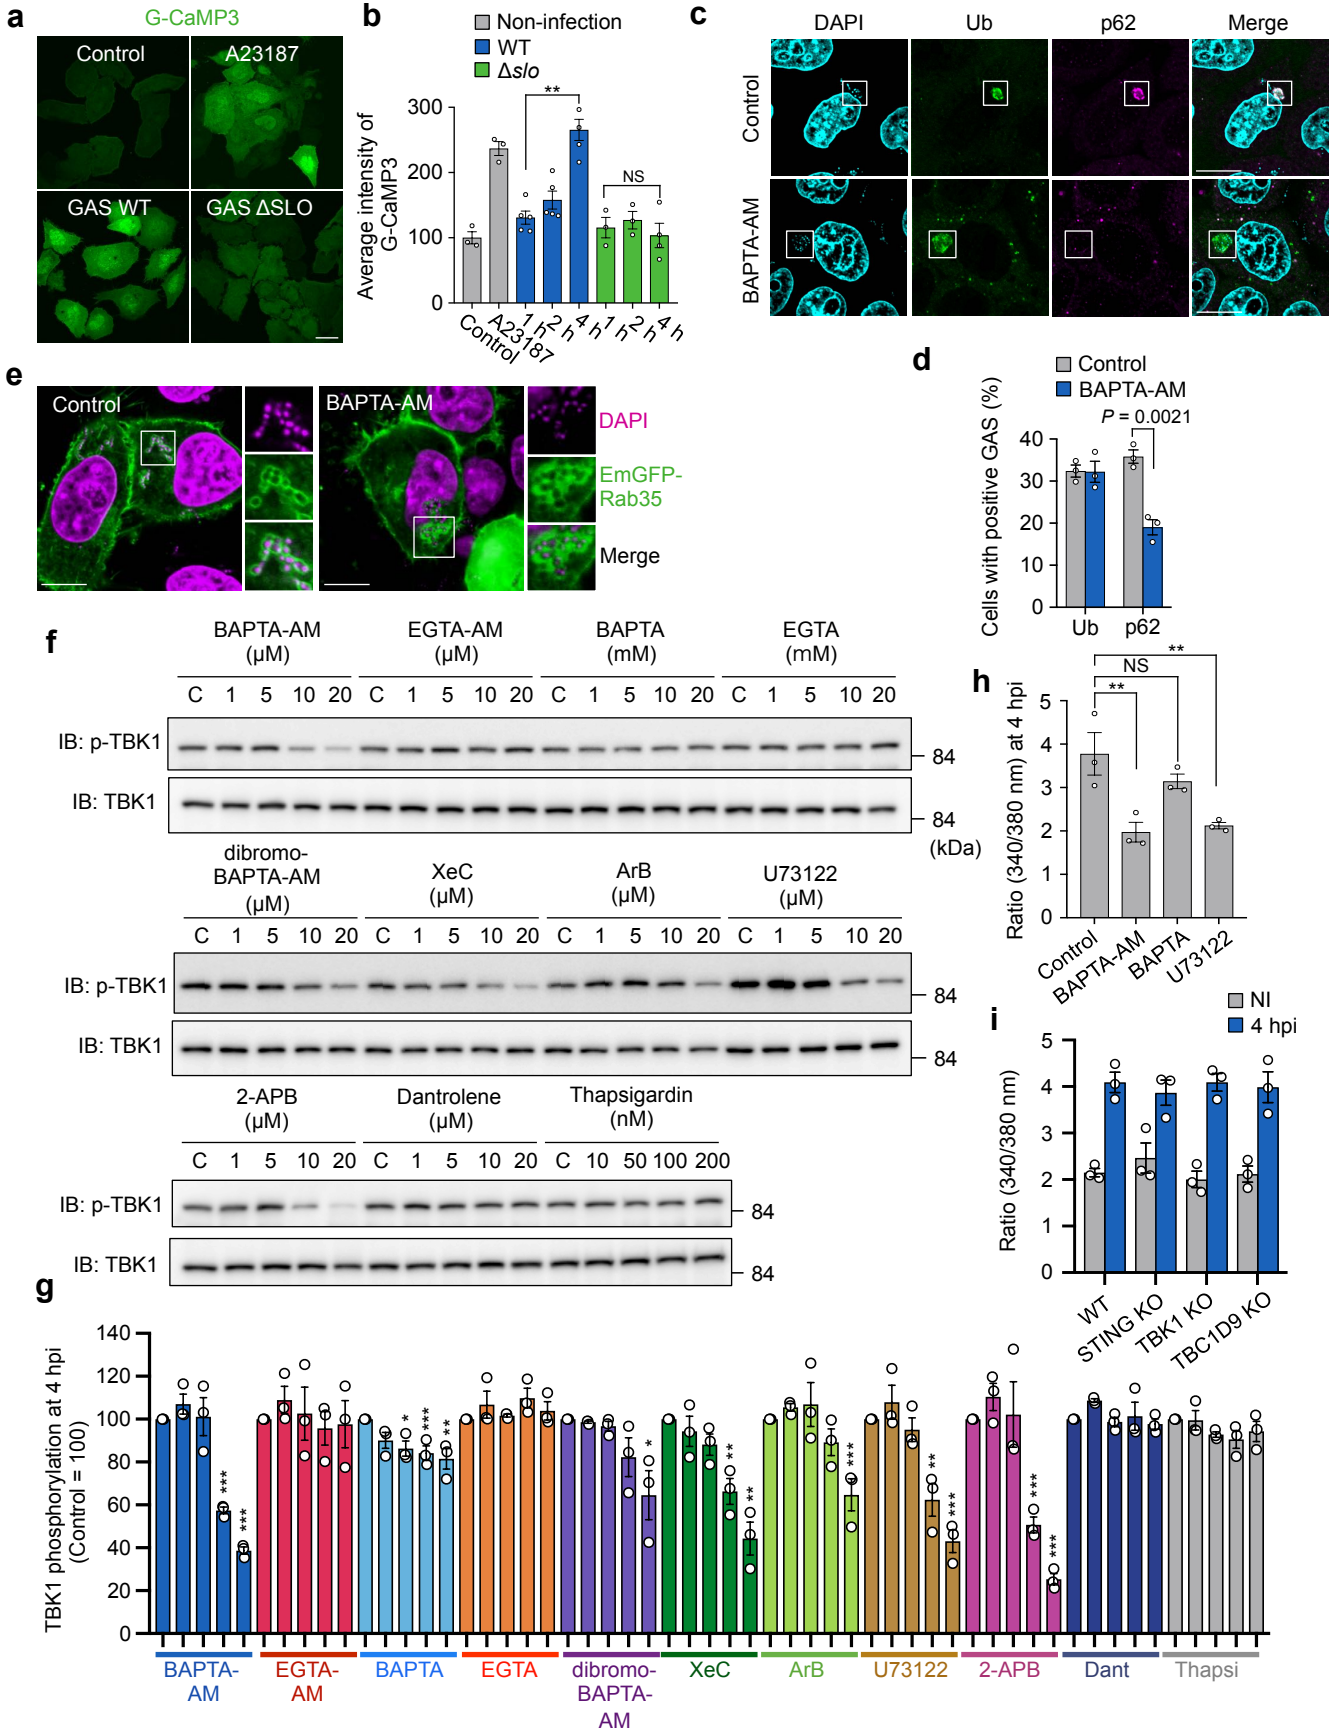 a
G-CaMP3
Control
A23187
GAS WT
GAS ΔSLO
b
Non-infection
WT
Δslo
Average intensity of
G-CaMP3
300
200
100
0
**
NS
Control
A23187
1 h
2 h
4 h
1 h
2 h
4 h
c
DAPI Ub p62 Merge
Control
BAPTA-AM
d
Control
BAPTA-AM
P = 0.0021
Cells with positive GAS (%)
40
30
20
10
0
Ub p62
e
Control
BAPTA-AM
DAPI
EmGFP-
Rab35
Merge
f
BAPTA-AM EGTA-AM BAPTA EGTA
(µM) (µM) (mM) (mM)
C 1 5 10 20 C 1 5 10 20 C 1 5 10 20 C 1 5 10 20
IB: p-TBK1
84
IB: TBK1
84
(kDa)
dibromo-
BAPTA-AM XeC ArB U73122
(µM) (µM) (µM) (µM)
C 1 5 10 20 C 1 5 10 20 C 1 5 10 20 C 1 5 10 20
IB: p-TBK1
84
IB: TBK1
84
2-APB Dantrolene Thapsigardin
(µM) (µM) (nM)
C 1 5 10 20 C 1 5 10 20 C 10 50 100 200
IB: p-TBK1
84
IB: TBK1
84
g
TBK1 phosphorylation at 4 hpi
(Control = 100)
140
120
100
80
60
40
20
0
***
***
*
***
**
*
**
**
***
**
***
***
***
BAPTA-
AM
EGTA-
AM
BAPTA
EGTA
dibromo-
BAPTA-
AM
XeC
ArB
U73122
2-APB
Dant
Thapsi
h
Ratio (340/380 nm) at 4 hpi
5
4
3
2
1
0
**
NS
**
Control
BAPTA-AM
BAPTA
U73122
i
NI
4 hpi
Ratio (340/380 nm)
5
4
3
2
1
0
WT
STING KO
TBK1 KO
TBC1D9 KO